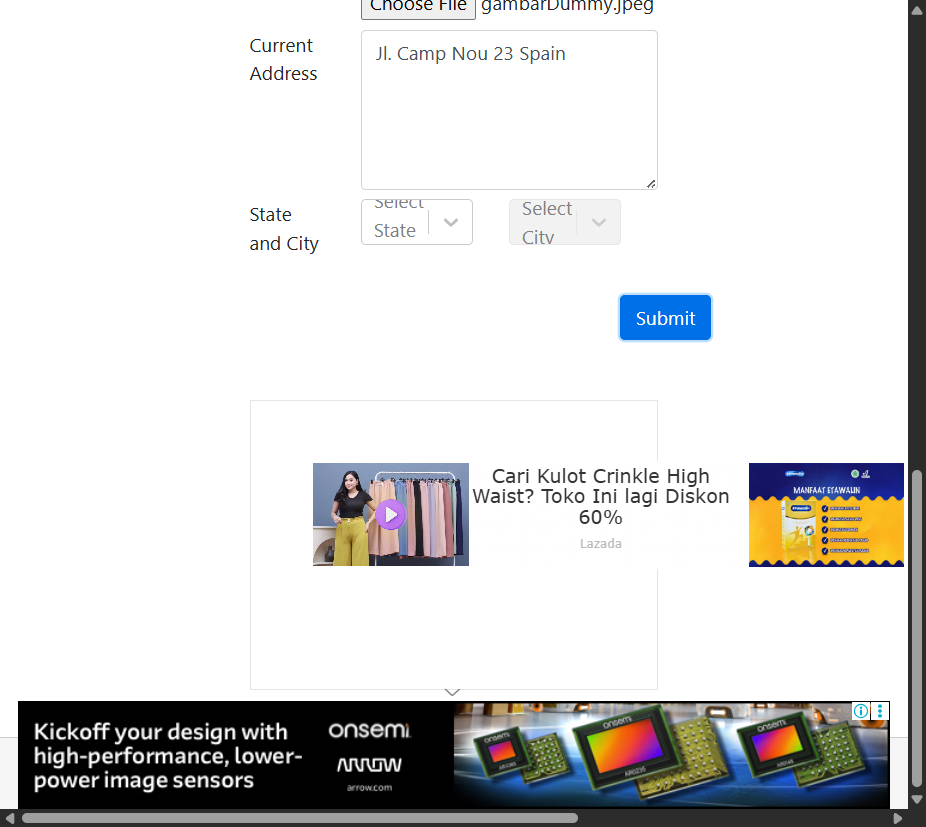 Choose File gambarDummy.jpeg
Current
Address
Jl. Camp Nou 23 Spain
State
and City
Select
State
Select
City
Submit
Cari Kulot Crinkle High
Waist? Toko Ini lagi Diskon
60%
Lazada
MANFAAT ETAWALIN
Kickoff your design with
high-performance, lower-
power image sensors
onsemi
ARROW
arrow.com
onsemi
onsemi
AR0235
onsemi